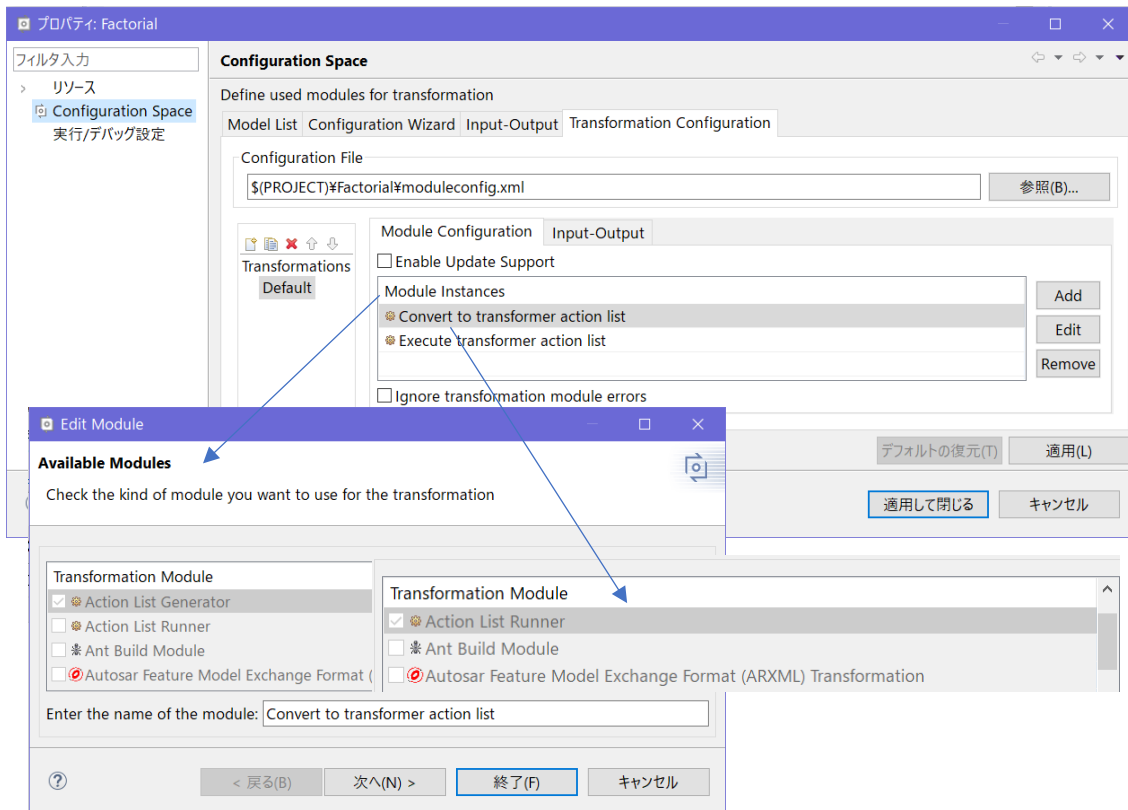 プロパティ: Factorial
フィルタ入力
リソース
Configuration Space
実行/デバッグ設定
Configuration Space
Define used modules for transformation
Model List Configuration Wizard Input-Output Transformation Configuration
Configuration File
$(PROJECT)¥Factorial¥moduleconfig.xml
参照(B)...
Transformations
Default
Module Configuration Input-Output
Enable Update Support
Module Instances
Convert to transformer action list
Execute transformer action list
Add
Edit
Remove
Ignore transformation module errors
デフォルトの復元(T) 適用(L)
適用して閉じる キャンセル
Edit Module
Available Modules
Check the kind of module you want to use for the transformation
Transformation Module
Action List Generator
Action List Runner
Ant Build Module
Autosar Feature Model Exchange Format (
Transformation Module
Action List Runner
Ant Build Module
Autosar Feature Model Exchange Format (ARXML) Transformation
Enter the name of the module: Convert to transformer action list
< 戻る(B) 次へ(N) > 終了(F) キャンセル